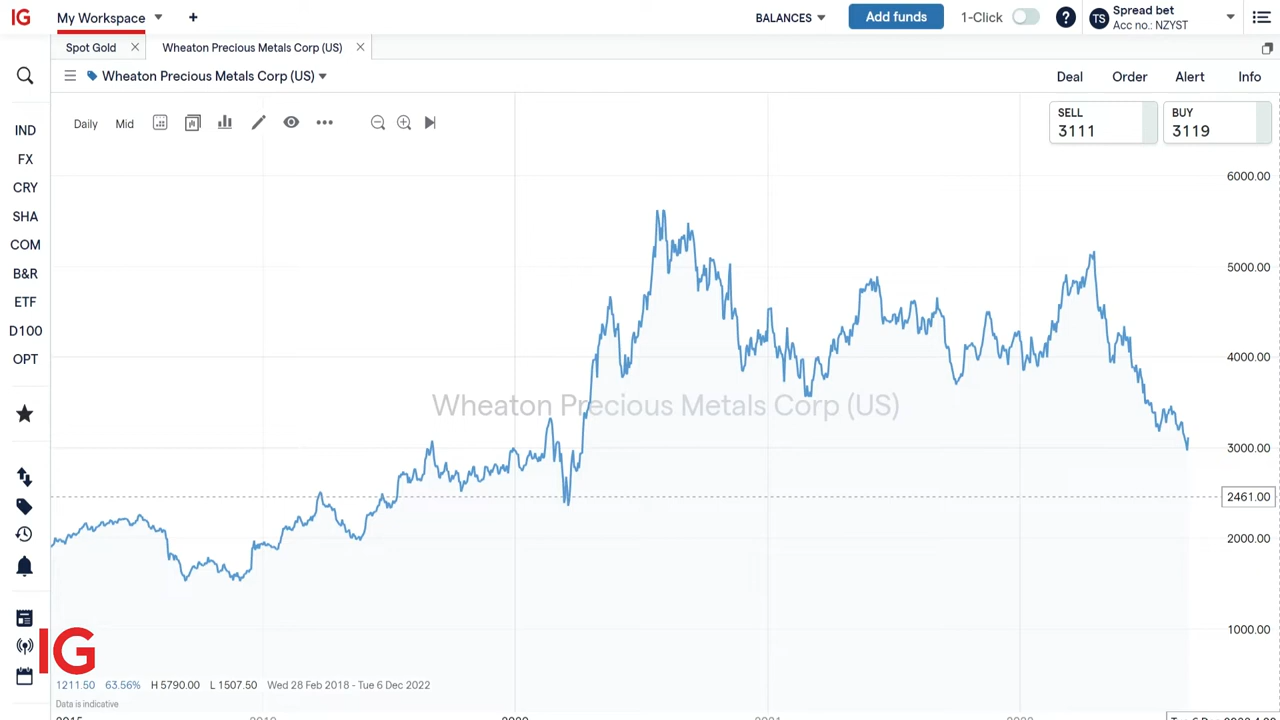 IG My Workspace + BALANCES Add funds 1-Click ? TS Spread bet
Acc no.: NZYST
Spot Gold Wheaton Precious Metals Corp (US)
Wheaton Precious Metals Corp (US) Deal Order Alert Info
Daily Mid
SELL BUY
3111 3119
IND
FX
CRY
SHA
COM
B&R
ETF
D100
OPT
6000.00
5000.00
4000.00
Wheaton Precious Metals Corp (US)
3000.00
2461.00
2000.00
1000.00
IG
1211.50 63.56% H 5790.00 L 1507.50 Wed 28 Feb 2018 - Tue 6 Dec 2022
Data is indicative
2020